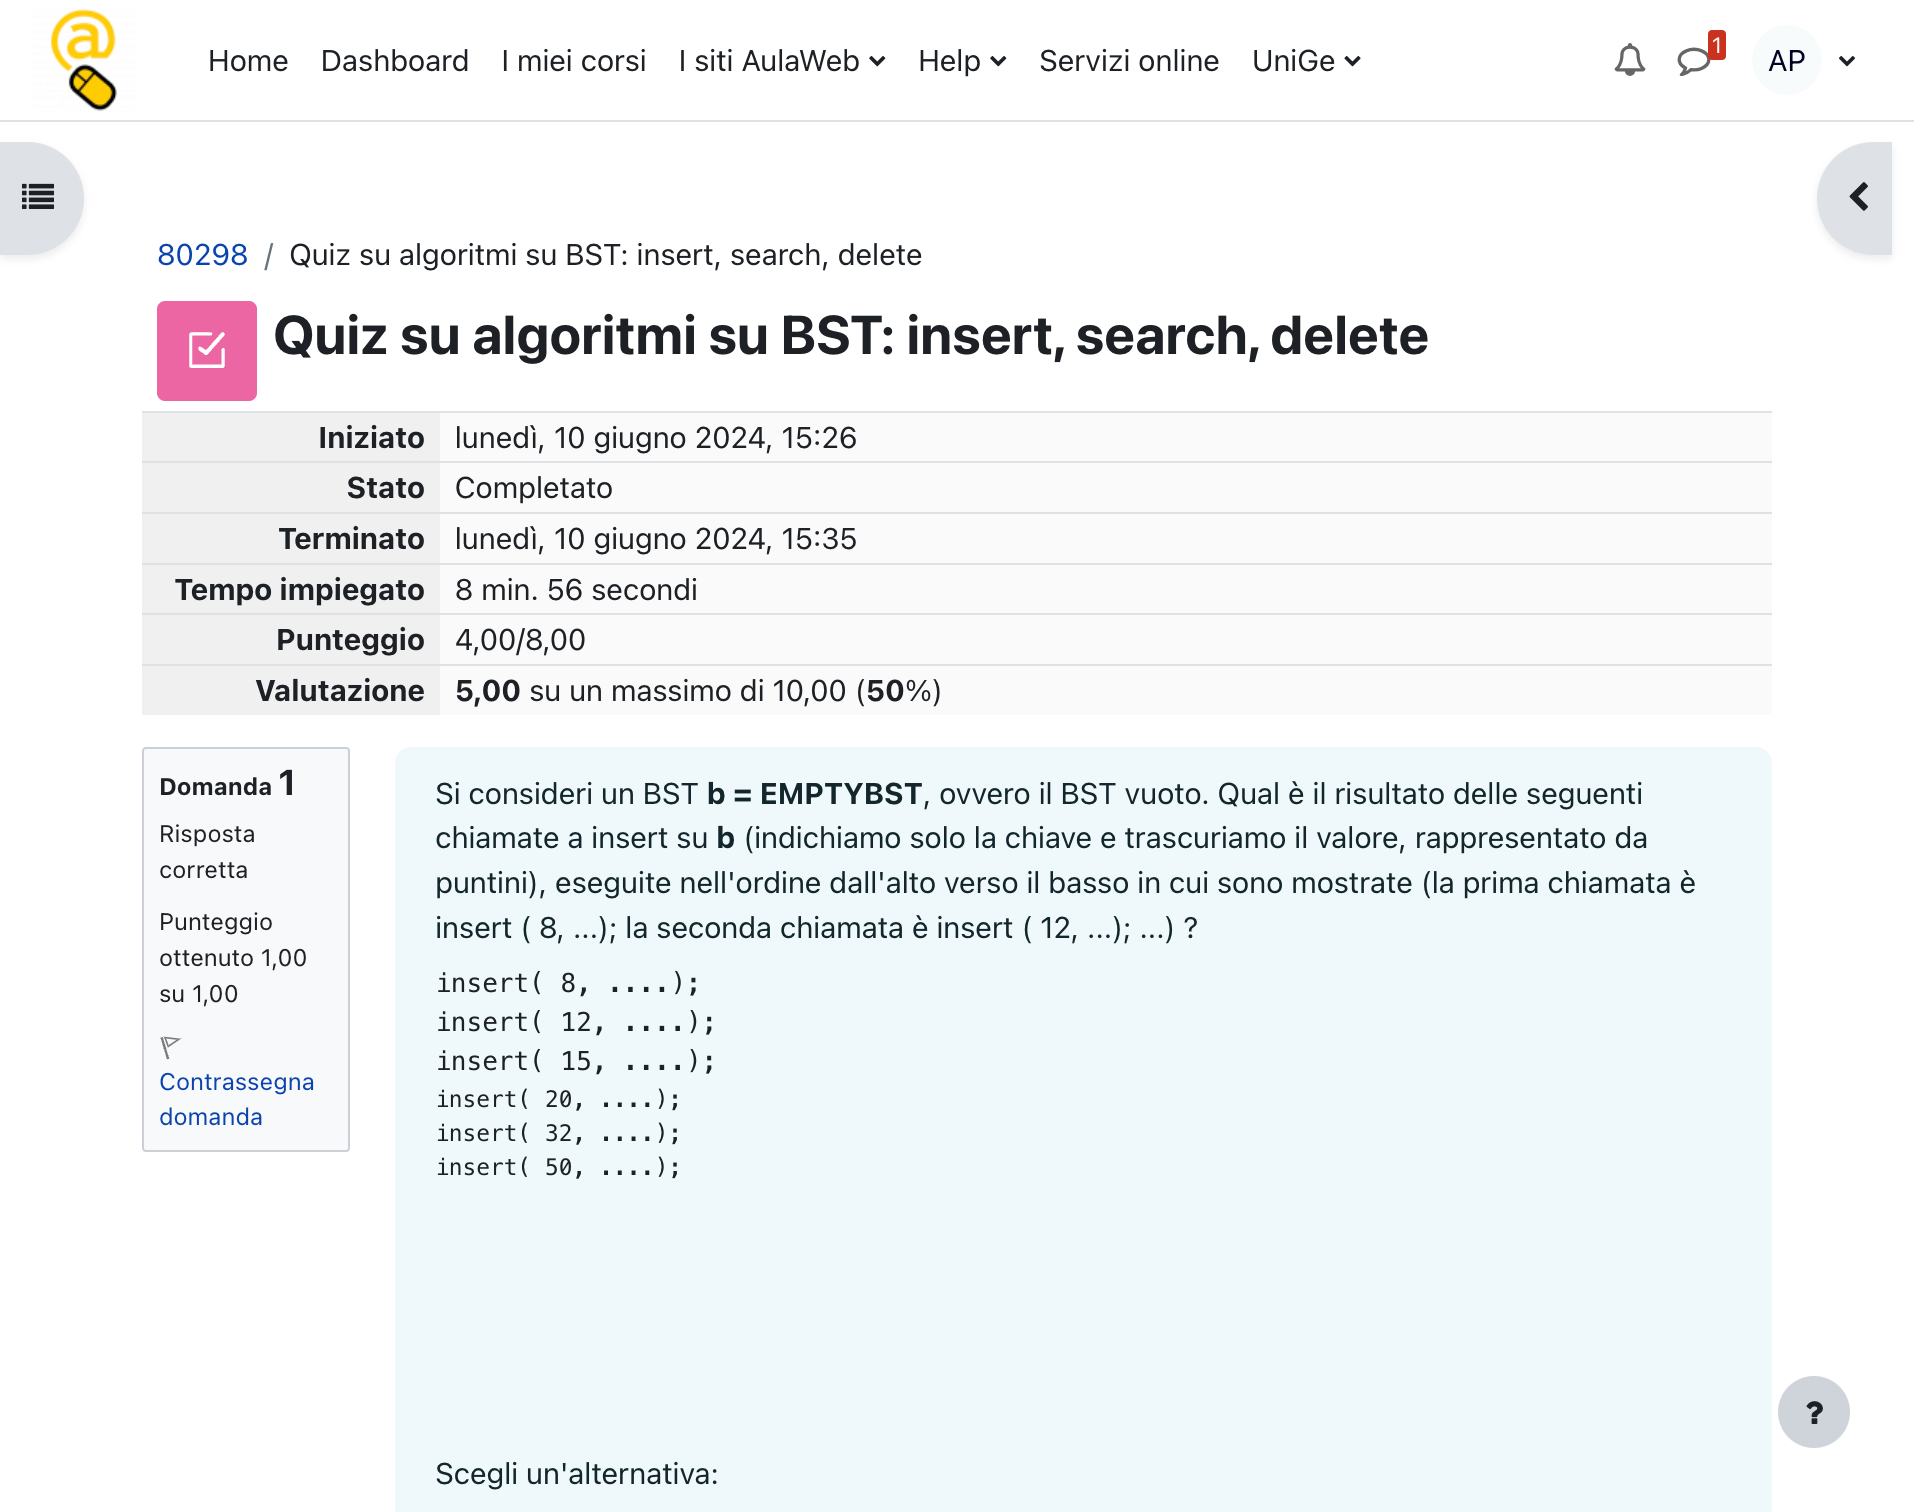 Home Dashboard I miei corsi I siti AulaWeb Help Servizi online UniGe 1 AP
80298 / Quiz su algoritmi su BST: insert, search, delete
Quiz su algoritmi su BST: insert, search, delete
Iniziato lunedì, 10 giugno 2024, 15:26
Stato Completato
Terminato lunedì, 10 giugno 2024, 15:35
Tempo impiegato 8 min. 56 secondi
Punteggio 4,00/8,00
Valutazione 5,00 su un massimo di 10,00 (50%)
Domanda 1
Risposta
corretta
Punteggio
ottenuto 1,00
su 1,00
Contrassegna
domanda
Si consideri un BST b = EMPTYBST, ovvero il BST vuoto. Qual è il risultato delle seguenti
chiamate a insert su b (indichiamo solo la chiave e trascuriamo il valore, rappresentato da
puntini), eseguite nell'ordine dall'alto verso il basso in cui sono mostrate (la prima chiamata è
insert ( 8, ...); la seconda chiamata è insert ( 12, ...); ...) ?
insert( 8, ....);
insert( 12, ....);
insert( 15, ....);
insert( 20, ....);
insert( 32, ....);
insert( 50, ....);
?
Scegli un'alternativa: